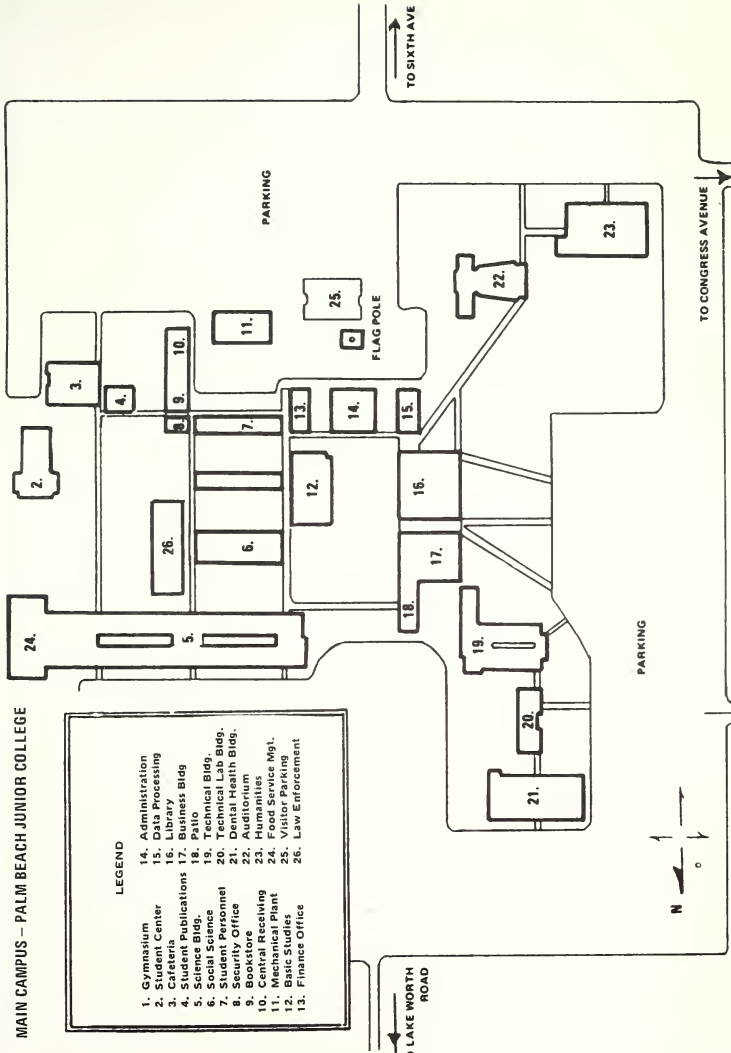 MAIN CAMPUS – PALM BEACH JUNIOR COLLEGE
LEGEND
1. Gymnasium
2. Student Center
3. Cafeteria
4. Student Publications
5. Science Bldg.
6. Social Science
7. Student Personnel
8. Security Office
9. Bookstore
10. Central Receiving
11. Mechanical Plant
12. Basic Studies
13. Finance Office
14. Administration
15. Data Processing
16. Library
17. Business Bldg
18. Patio
19. Technical Bldg.
20. Technical Lab Bldg.
21. Dental Health Bldg.
22. Auditorium
23. Humanities
24. Food Service Mgt.
25. Visitor Parking
26. Law Enforcement
24.
2.
3.
4.
5.
26.
8.
9.
10.
6.
7.
11.
12.
13.
14.
15.
25.
FLAG POLE
PARKING
TO SIXTH AVE
18.
17.
16.
22.
19.
20.
21.
23.
PARKING
N
LAKE WORTH
ROAD
TO CONGRESS AVENUE